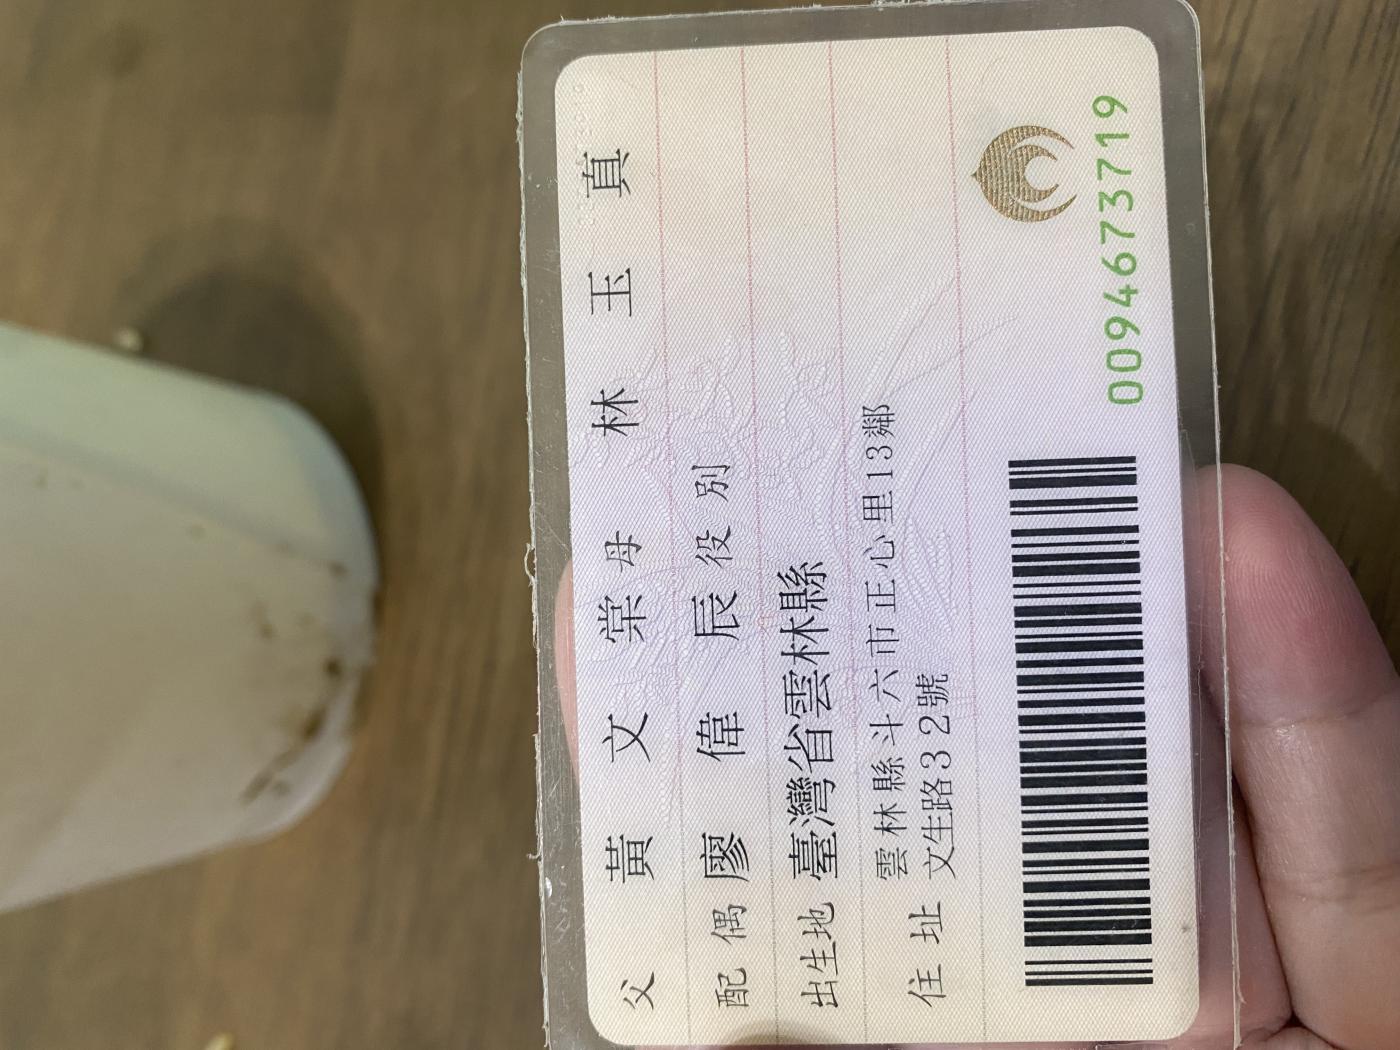 父 黃文棠 母 林玉真
配偶 廖偉辰 役別
出生地 臺灣省雲林縣
住址 雲林縣斗六市正心里13鄰
文生路32號
0094673719